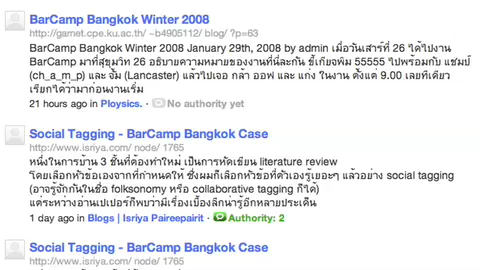 BarCamp Bangkok Winter 2008
http://garnet.cpe.ku.ac.th/ ~b4905112/ blog/ ?p=63
BarCamp Bangkok Winter 2008 January 29th, 2008 by admin เมื่อวันเสาร์ที่ 26 ได้ไปงาน
BarCamp มาที่สุขุมวิท 26 อธิบายความหมายของงานที่นี่ละกัน ขี้เกียจพิม 55555 ไปพร้อมกับ แชมป์
(ch_a_m_p) และ จั้ม (Lancaster) แล้วไปเจอ กล้า ออฟ และ แก่ง ในงาน ตั้งแต่ 9.00 เลยทีเดียว
เรียกได้ว่ามาก่อนงานเริ่ม
21 hours ago in Ploysics. · No authority yet
Social Tagging - BarCamp Bangkok Case
http://www.isriya.com/ node/ 1765
หนึ่งในการบ้าน 3 ชิ้นที่ต้องทำใหม่ เป็นการหัดเขียน literature review
โดยเลือกหัวข้อเองจากที่กำหนดให้ ซึ่งผมก็เลือกหัวข้อที่ตัวเองรู้เยอะๆ แล้วอย่าง social tagging
(อาจรู้จักกันในชื่อ folksonomy หรือ collaborative tagging ก็ได้)
แต่ระหว่างอ่านเปเปอร์ก็พบว่ามีเรื่องเบื้องลึกน่ารู้อีกหลายประเด็น
1 day ago in Blogs | Isriya Paireepairit · Authority: 2
Social Tagging - BarCamp Bangkok Case
http://www.isriya.com/ node/ 1765